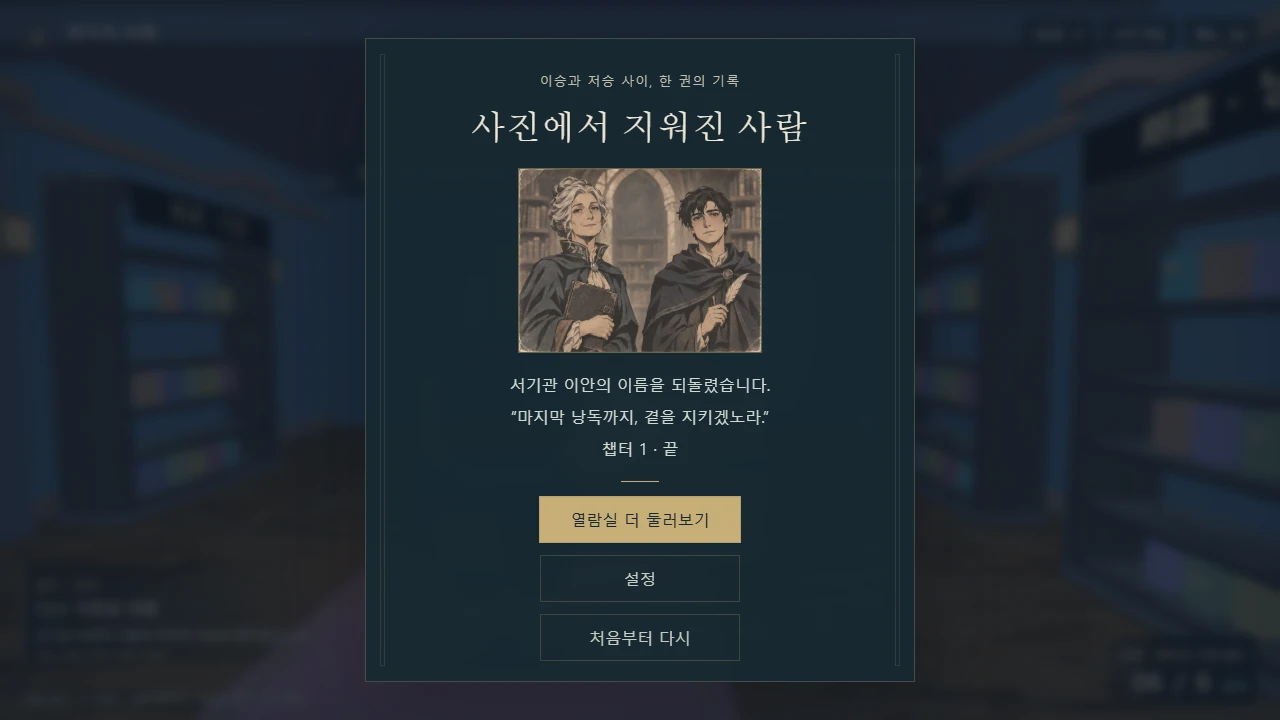 이승과 저승 사이, 한 권의 기록
사진에서 지워진 사람
서기관 이안의 이름을 되돌렸습니다.
“마지막 낭독까지, 곁을 지키겠노라.”
챕터 1 · 끝
열람실 더 둘러보기
설정
처음부터 다시